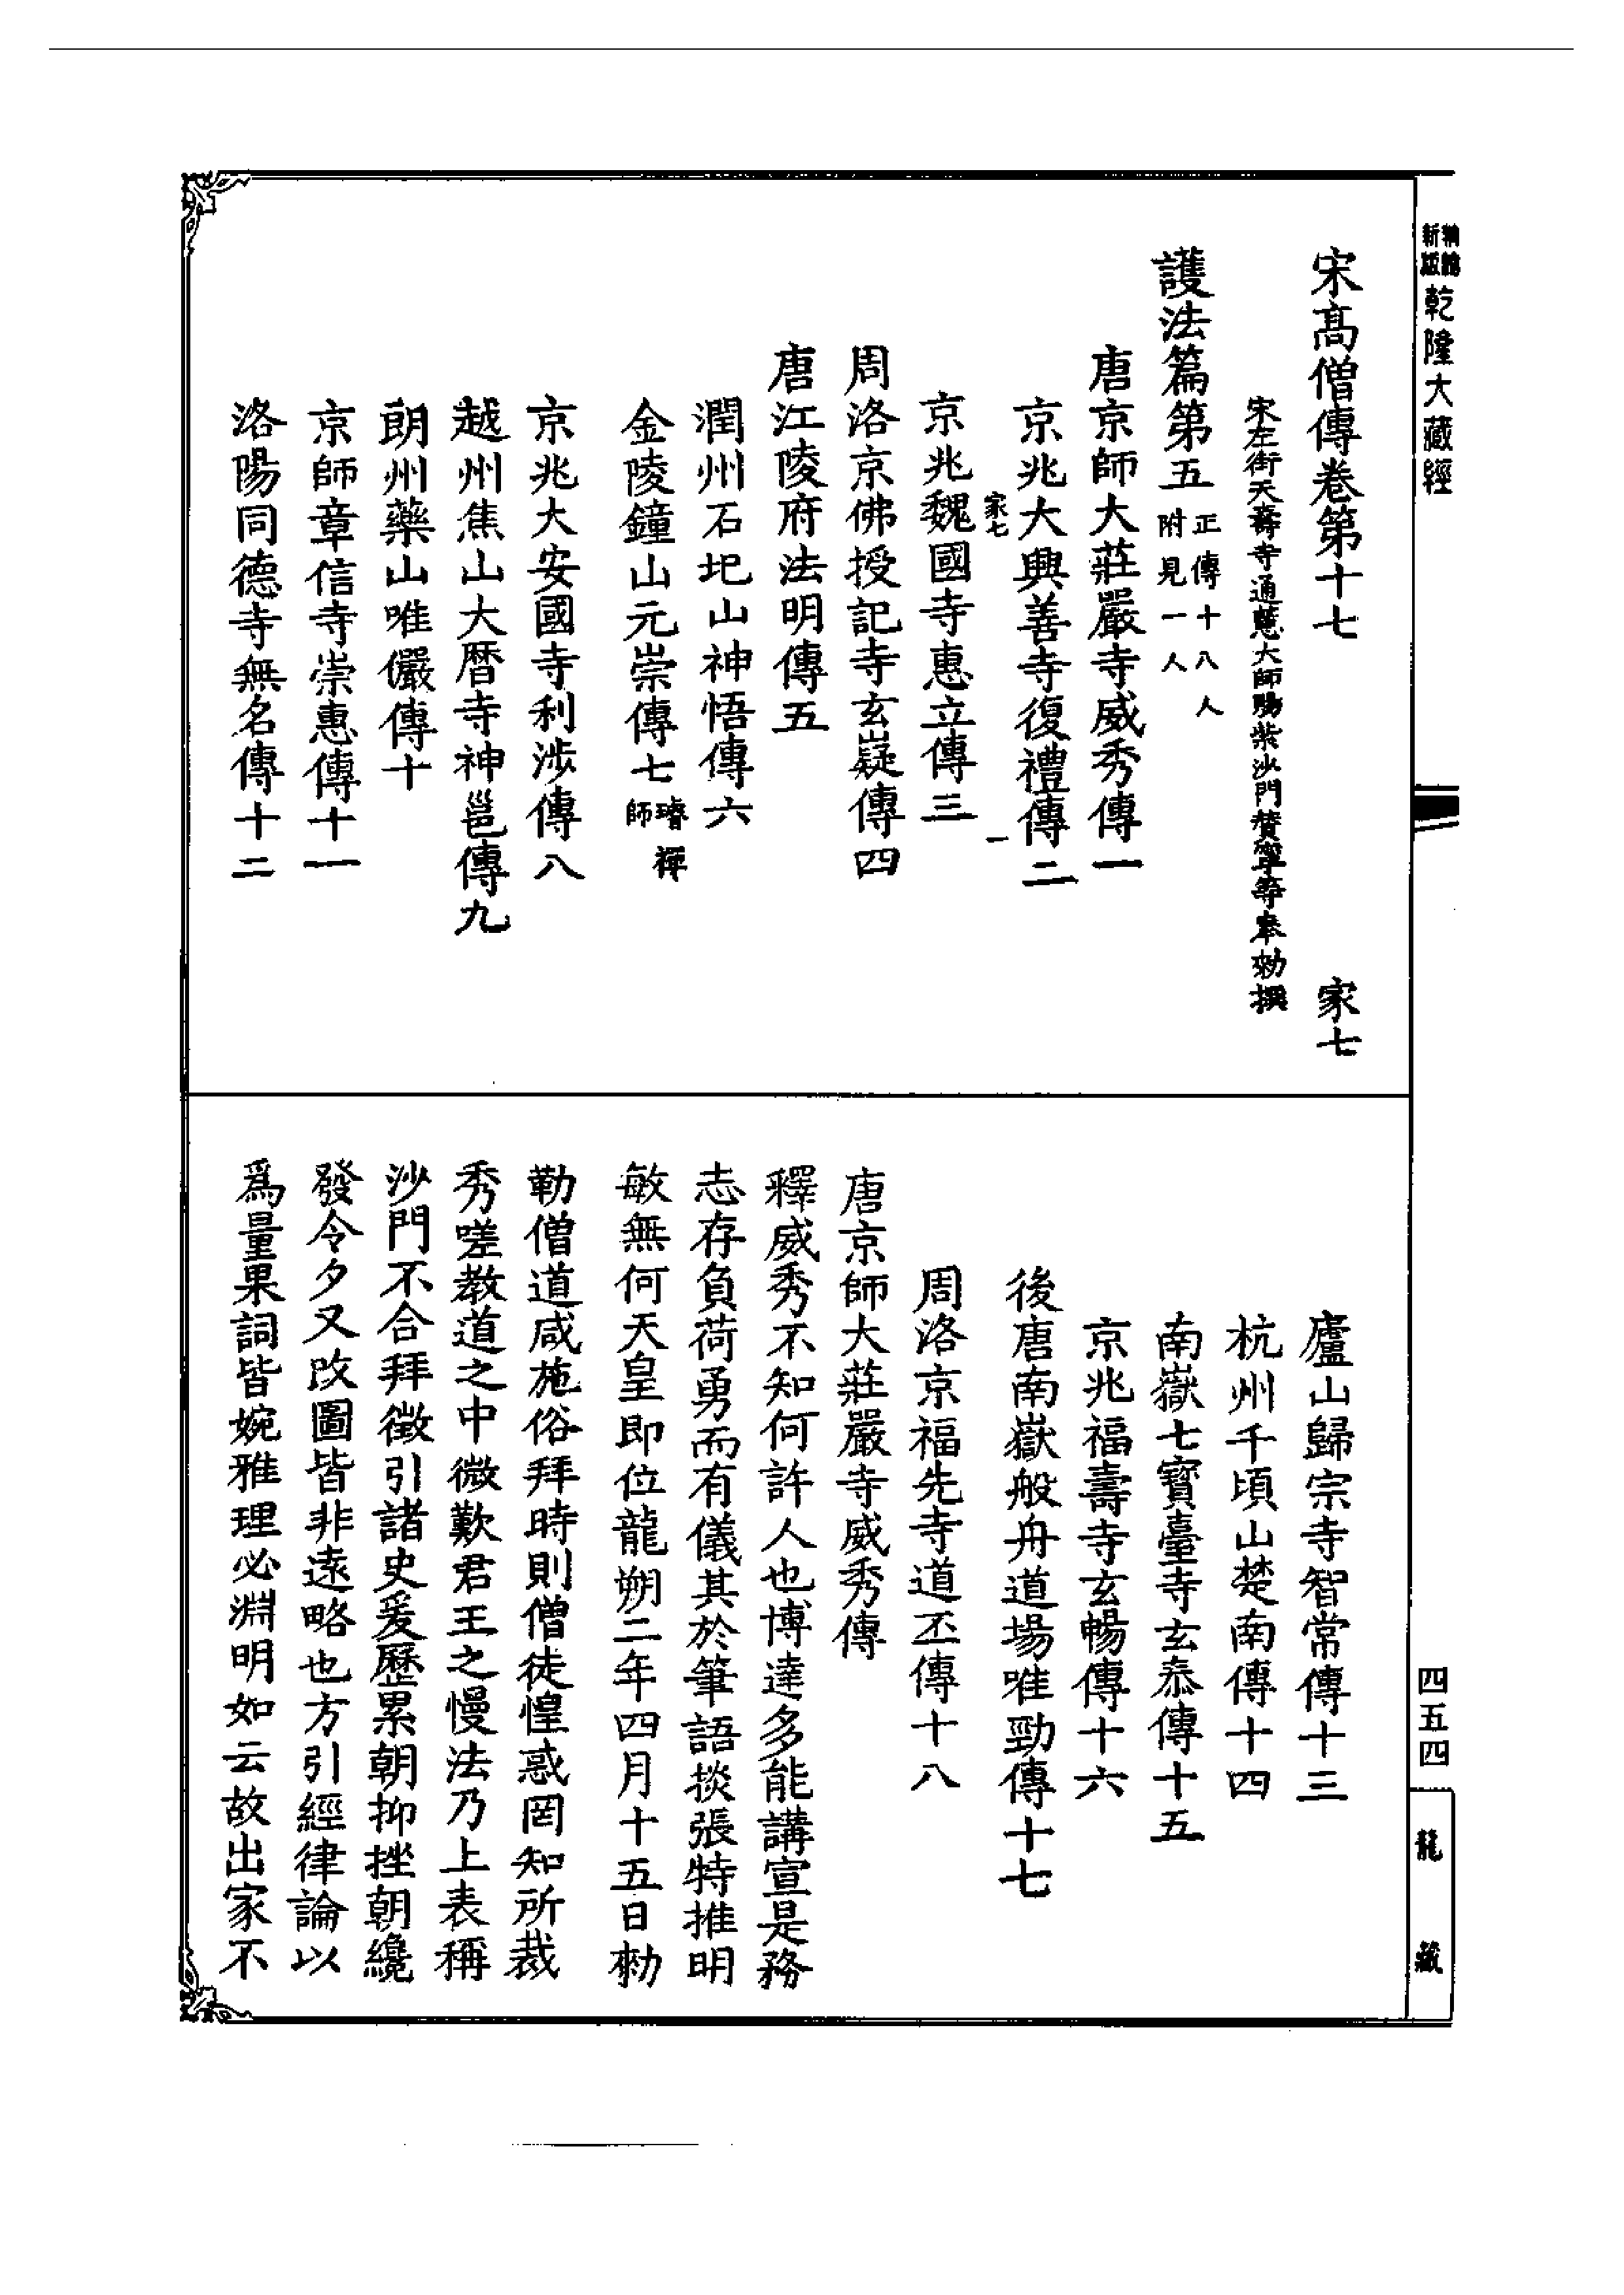 宋高僧傳卷第十七　家七
宋左街天壽寺通慧大師賜紫沙門贊寧等奉勅撰
護法篇第五 正傳十八人 附見一人
唐京師大莊嚴寺威秀傳一
京兆大興善寺復禮傳二
家七　一
京兆魏國寺惠立傳三
周洛京佛授記寺玄嶷傳四
唐江陵府法明傳五
潤州石圯山神悟傳六
金陵鐘山元崇傳七 璿禪師
京兆大安國寺利涉傳八
越州焦山大曆寺神邕傳九
朗州藥山唯儼傳十
京師章信寺崇惠傳十一
洛陽同德寺無名傳十二
廬山歸宗寺智常傳十三
杭州千頃山楚南傳十四
南嶽七寶臺寺玄泰傳十五
京兆福壽寺玄暢傳十六
後唐南嶽般舟道場唯勁傳十七
周洛京福先寺道丕傳十八
唐京師大莊嚴寺威秀傳
釋威秀不知何許人也博達多能講宣是務
志存負荷勇而有儀其於筆語掞張特推明
敏無何天皇即位龍朔二年四月十五日勅
勒僧道咸施俗拜時則僧徒惶惑罔知所裁
秀嗟教道之中微歎君王之慢法乃上表稱
沙門不合拜徵引諸史爰歷累朝抑挫朝纔
發令夕又改圖皆非遠略也方引經律論以
爲量果詞皆婉雅理必淵明如云故出家不
新版 乾隆大藏經
四五四
龍藏